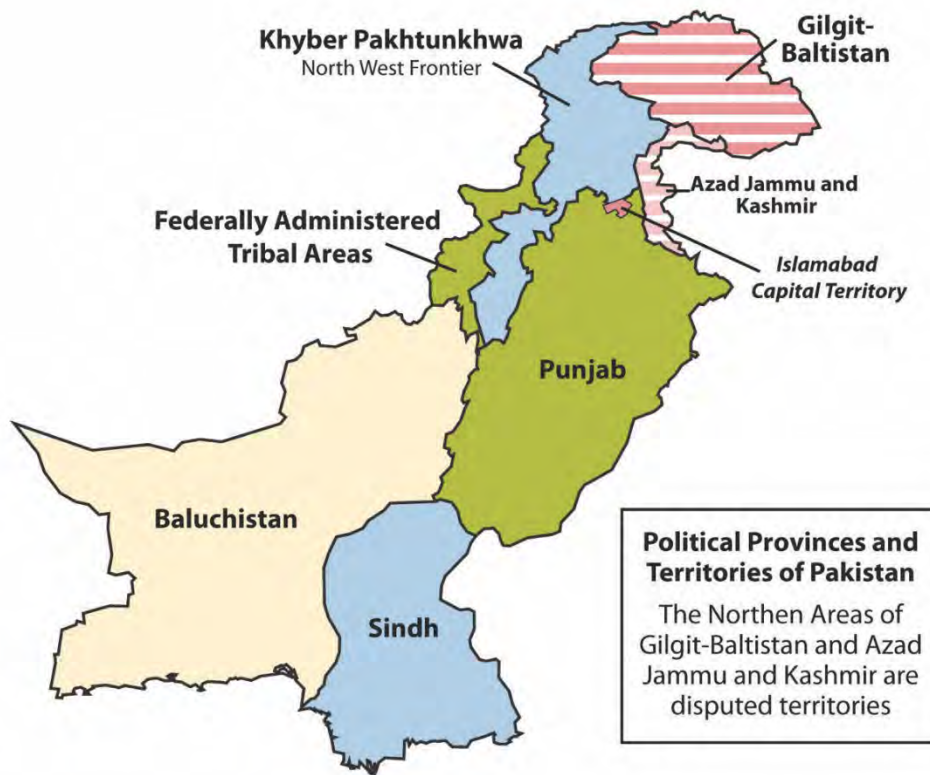 Khyber Pakhtunkhwa
North West Frontier
Gilgit-
Baltistan
Azad Jammu and
Kashmir
Federally Administered
Tribal Areas
Islamabad
Capital Territory
Punjab
Baluchistan
Sindh
Political Provinces and
Territories of Pakistan
The Northen Areas of
Gilgit-Baltistan and Azad
Jammu and Kashmir are
disputed territories